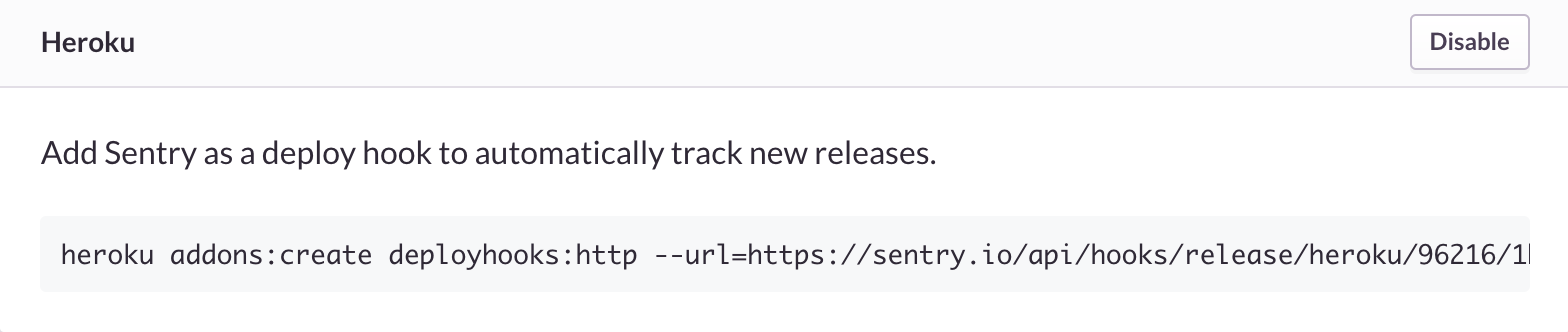 Heroku
Disable
Add Sentry as a deploy hook to automatically track new releases.
heroku addons:create deployhooks:http --url=https://sentry.io/api/hooks/release/heroku/96216/1